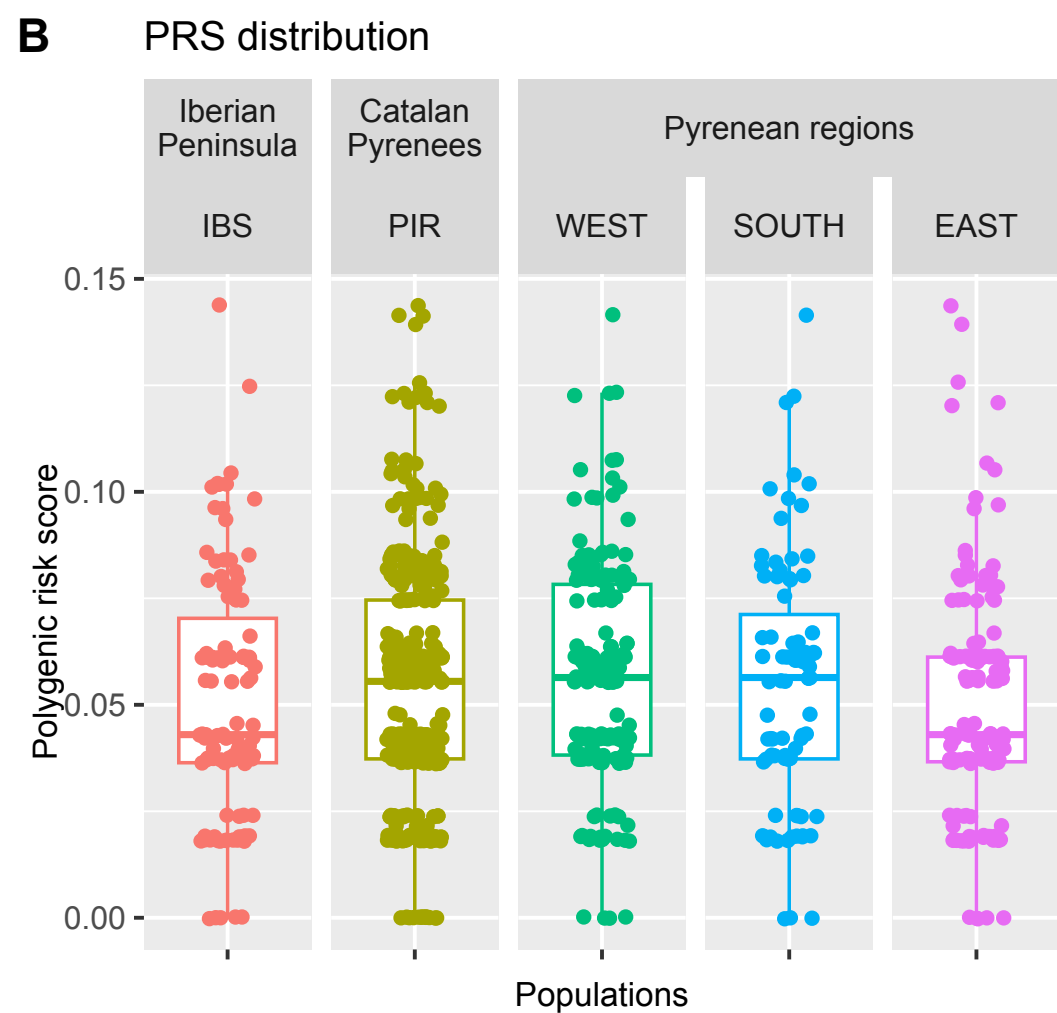 B PRS distribution
Iberian
Peninsula
Catalan
Pyrenees
Pyrenean regions
IBS
PIR
WEST
SOUTH
EAST
Polygenic risk score
0.15
0.10
0.05
0.00
Populations